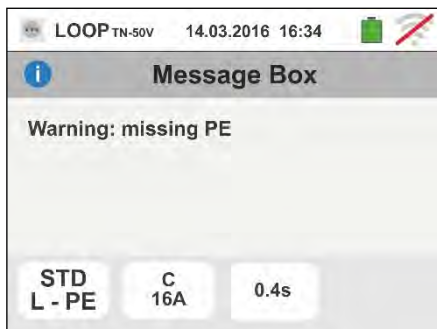 LOOP TN-50V 14.03.2016 16:34
Message Box
Warning: missing PE
STD C 0.4s
L - PE 16A